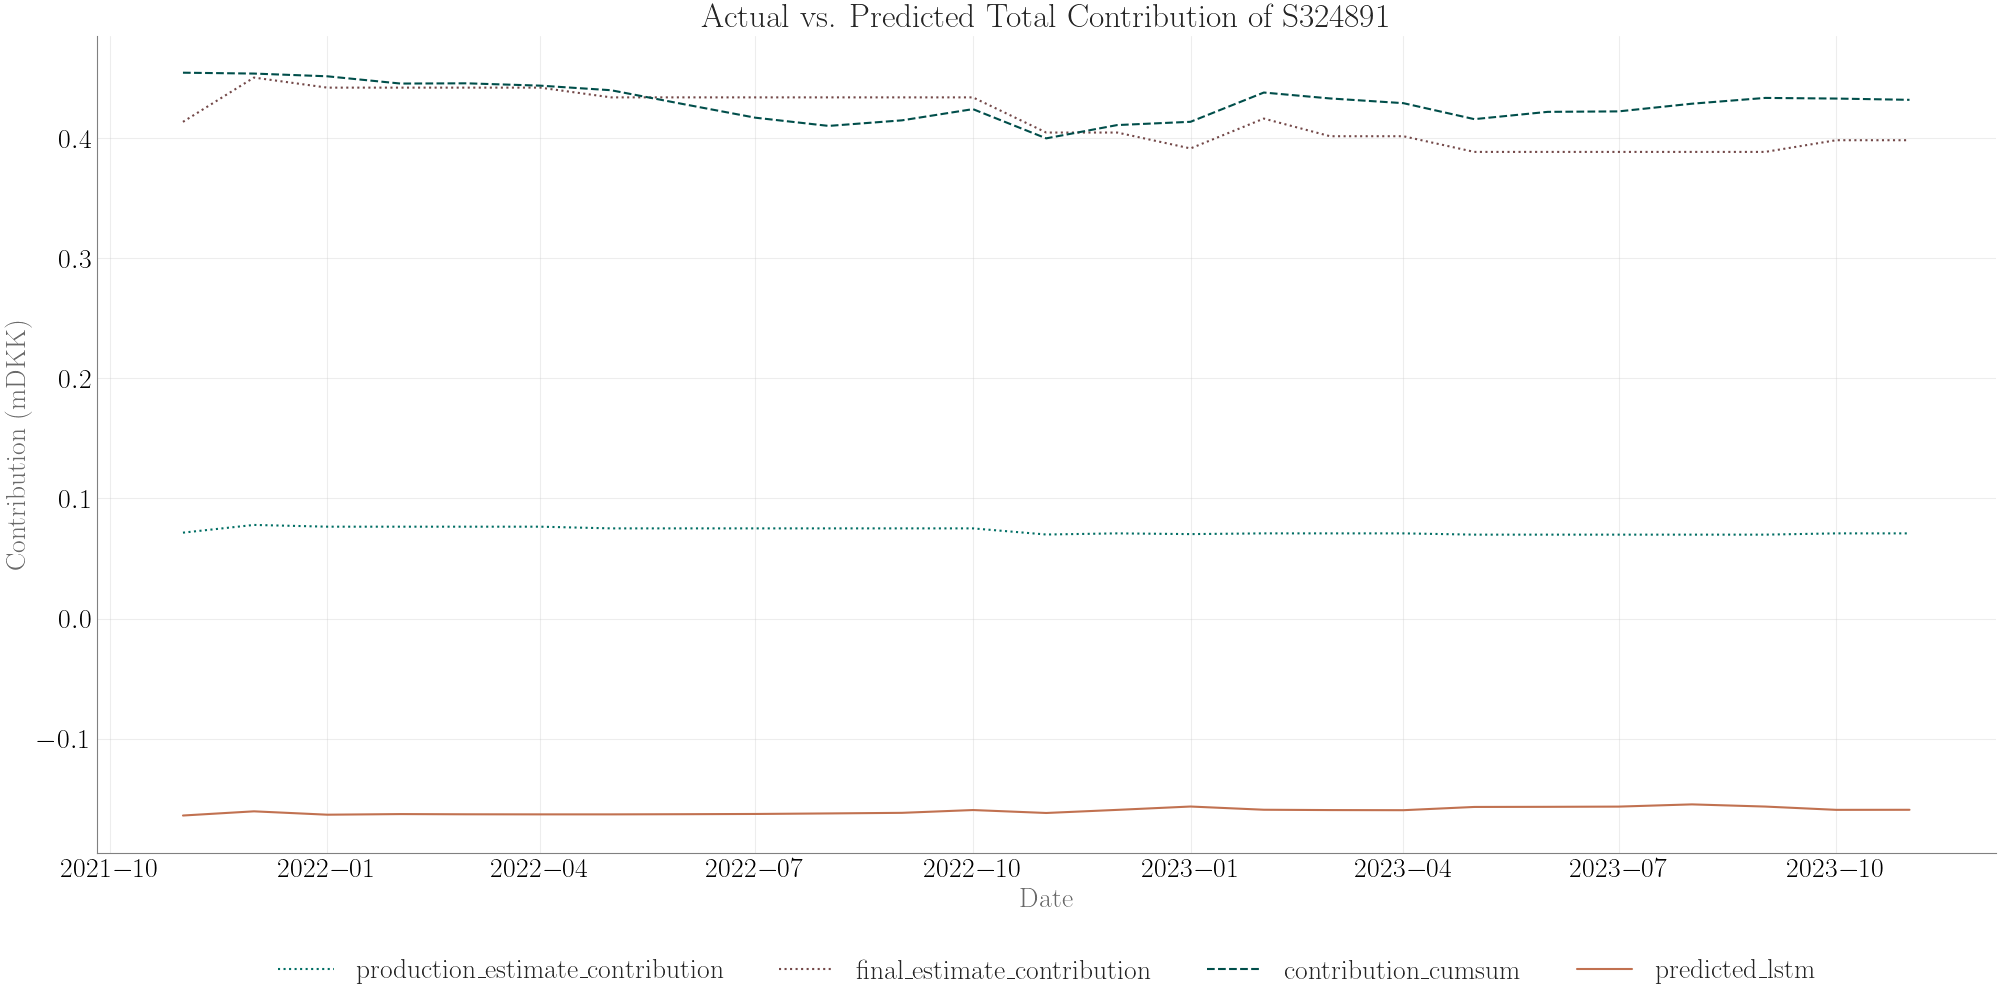 Actual vs. Predicted Total Contribution of S324891
Contribution (mDKK)
0.4
0.3
0.2
0.1
0.0
−0.1
2021−10 2022−01 2022−04 2022−07 2022−10 2023−01 2023−04 2023−07 2023−10
Date
production_estimate_contribution final_estimate_contribution contribution_cumsum predicted_lstm